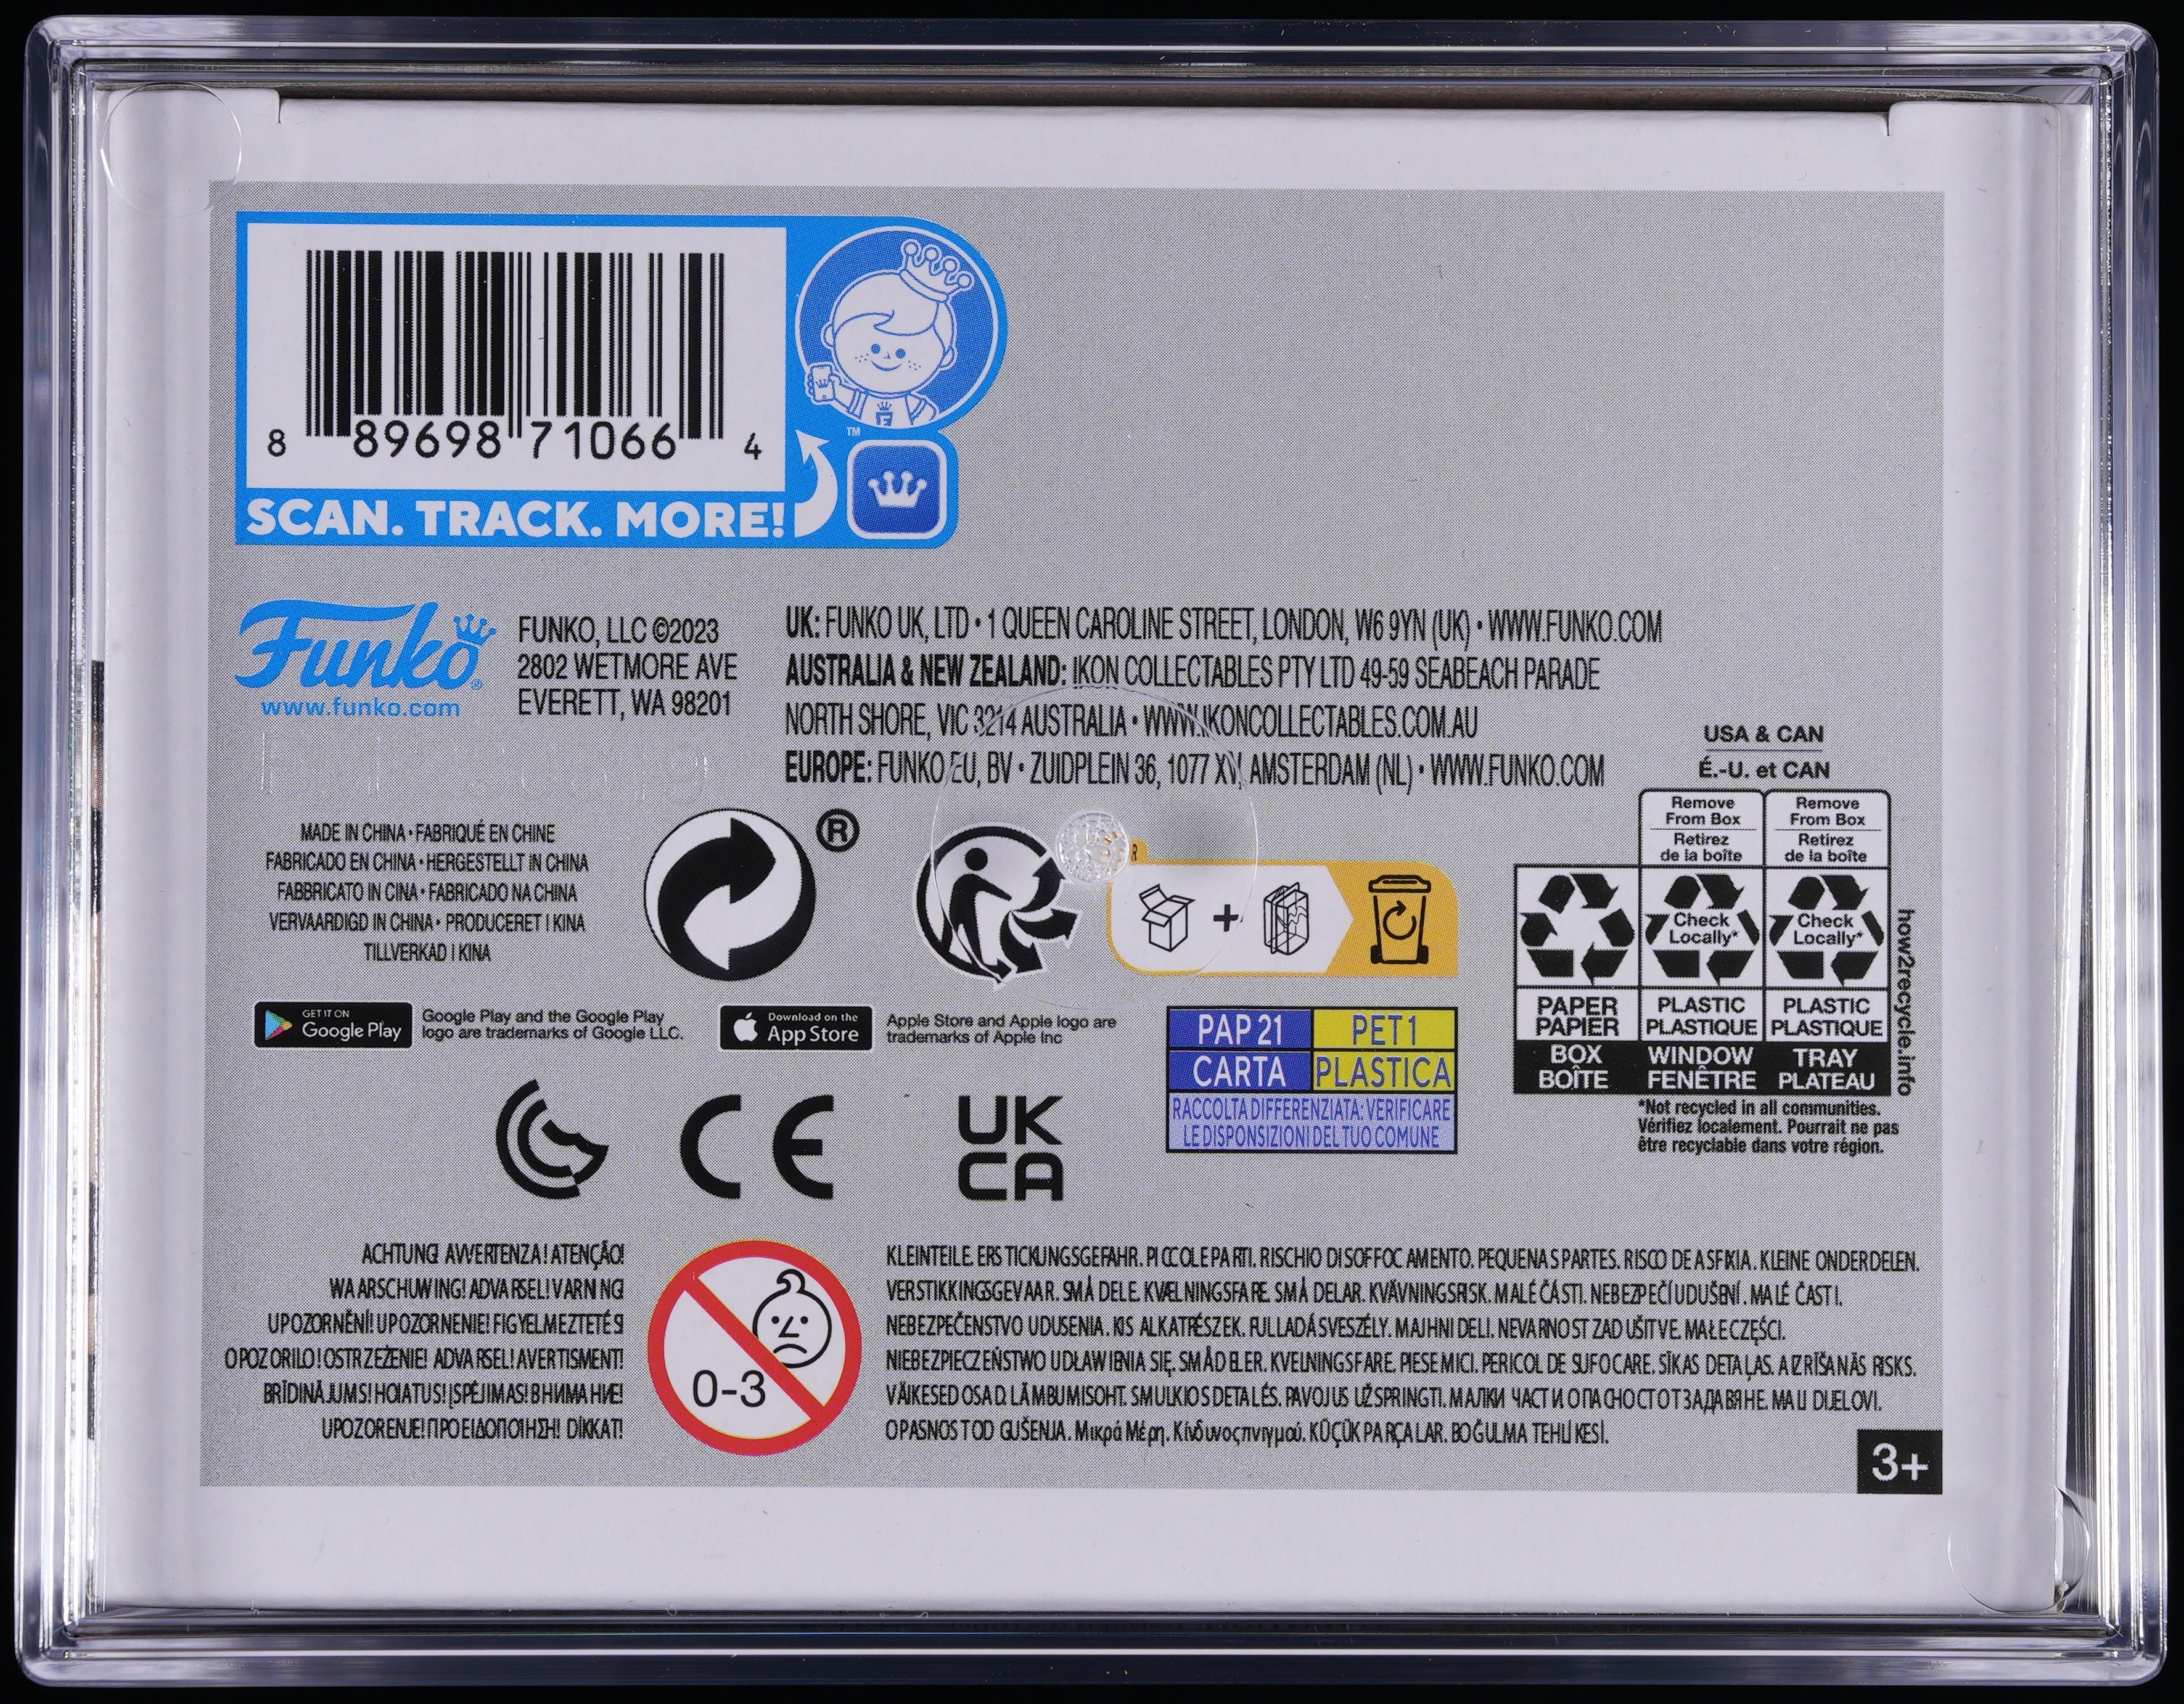 8 89698 71066 4
SCAN. TRACK. MORE!
TM
Funko®
www.funko.com
FUNKO, LLC ©2023
2802 WETMORE AVE
EVERETT, WA 98201
UK: FUNKO UK, LTD • 1 QUEEN CAROLINE STREET, LONDON, W6 9YN (UK) • WWW.FUNKO.COM
AUSTRALIA & NEW ZEALAND: IKON COLLECTABLES PTY LTD 49-59 SEABEACH PARADE
NORTH SHORE, VIC 3214 AUSTRALIA • WWW.IKONCOLLECTABLES.COM.AU
EUROPE: FUNKO EU, BV • ZUIDPLEIN 36, 1077 XV, AMSTERDAM (NL) • WWW.FUNKO.COM
MADE IN CHINA • FABRIQUÉ EN CHINE
FABRICADO EN CHINA • HERGESTELLT IN CHINA
FABBRICATO IN CINA • FABRICADO NA CHINA
VERVAARDIGD IN CHINA • PRODUCERET I KINA
TILLVERKAD I KINA
®
+
USA & CAN
É.-U. et CAN
Remove
From Box
Retirez
de la boîte
Remove
From Box
Retirez
de la boîte
Check
Locally*
Check
Locally*
PAPER
PAPIER
PLASTIC
PLASTIQUE
PLASTIC
PLASTIQUE
BOX
BOÎTE
WINDOW
FENÊTRE
TRAY
PLATEAU
how2recycle.info
*Not recycled in all communities.
Vérifiez localement. Pourrait ne pas
être recyclable dans votre région.
GET IT ON
Google Play
Google Play and the Google Play
logo are trademarks of Google LLC.
Download on the
App Store
Apple Store and Apple logo are
trademarks of Apple Inc
PAP 21 PET 1
CARTA PLASTICA
RACCOLTA DIFFERENZIATA: VERIFICARE
LE DISPONSIZIONI DEL TUO COMUNE
CE
UK
CA
ACHTUNG! AVVERTENZA! ATENÇÃO!
WAARSCHUWING! ADVARSEL! VARNING
UPOZORNĚNÍ! UPOZORNENIE! FIGYELMEZTETÉS!
OPOZORILO! OSTRZEŻENIE! ADVARSEL! AVERTISMENT!
BRĪDINĀJUMS! HOIATUS! ĮSPĖJIMAS! ВНИМАНИЕ!
UPOZORENJE! ΠΡΟΕΙΔΟΠΟΙΗΣΗ! DİKKAT!
0-3
KLEINTEILE. ERSTICKUNGSGEFAHR. PICCOLE PARTI. RISCHIO DI SOFFOCAMENTO. PEQUENAS PARTES. RISCO DE ASFIXIA. KLEINE ONDERDELEN.
VERSTIKKINGSGEVAAR. SMÅ DELE. KVÆLNINGSFARE. SMÅ DELAR. KVÄVNINGSRISK. MALÉ ČÁSTI. NEBEZPEČÍ UDUŠENÍ. MALÉ ČASTI.
NEBEZPEČENSTVO UDUSENIA. KIS ALKATRÉSZEK. FULLADÁSVESZÉLY. MAJHNI DELI. NEVARNOST ZADUŠITVE. MAŁE CZĘŚCI.
NIEBEZPIECZEŃSTWO UDŁAWIENIA SIĘ. SMÅDELER. KVELNINGSFARE. PIESE MICI. PERICOL DE SUFOCARE. SĪKAS DETAĻAS. AIZRĪŠANĀS RISKS.
VÄIKESED OSAD. LÄMBUMISOHT. SMULKIOS DETALĖS. PAVOJUS UŽSPRINGTI. МАЛКИ ЧАСТИ ОПАСНОСТ ОТ ЗАДАВЯНЕ. MALI DIJELOVI.
OPASNOST OD GUŠENJA. Μικρά Μέρη. Κίνδυνος πνιγμού. KÜÇÜK PARÇALAR. BOĞULMA TEHLİKESİ.
3+